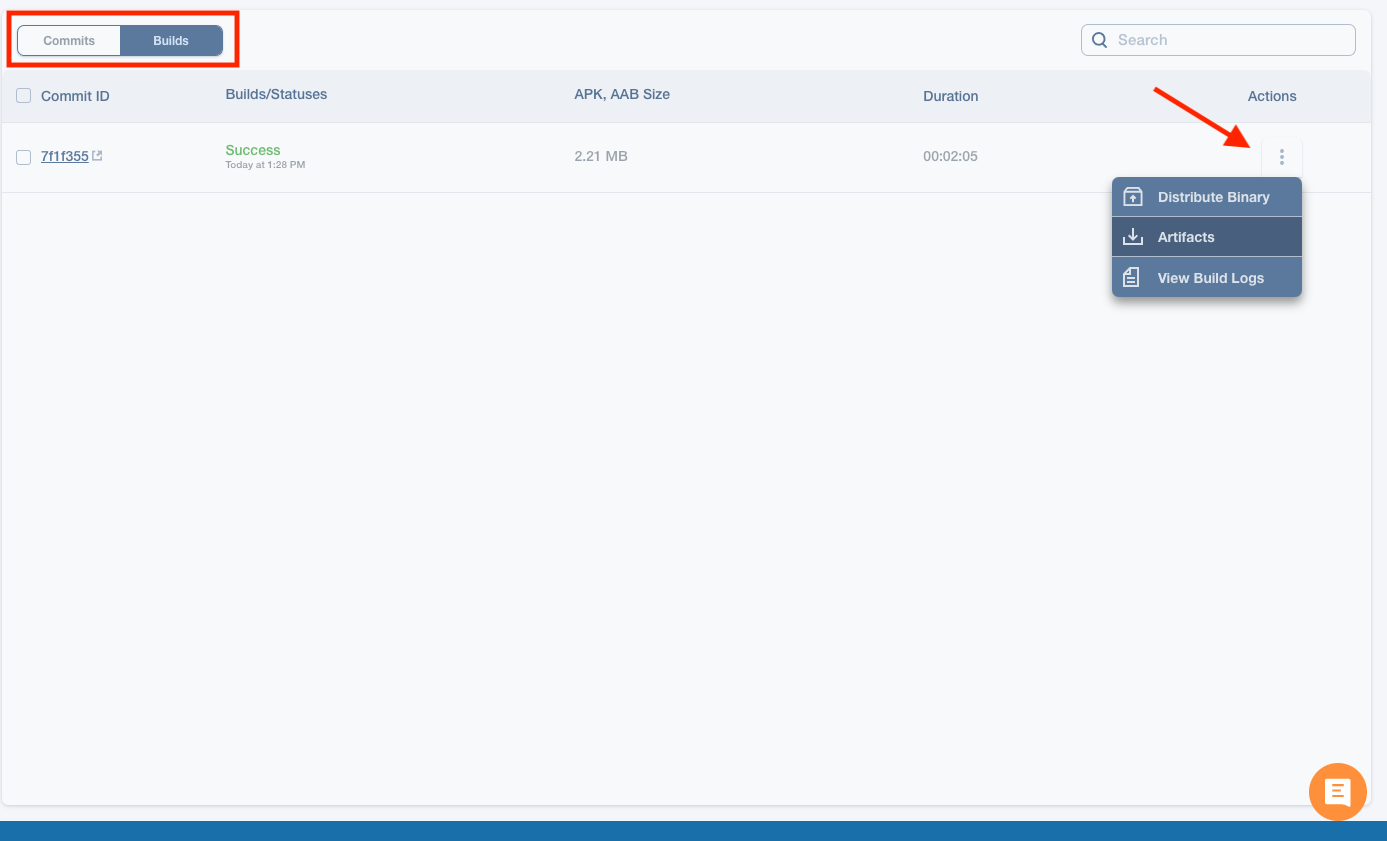 Commits Builds Search
Commit ID Builds/Statuses APK, AAB Size Duration Actions
7f1f355 Success 2.21 MB 00:02:05
Today at 1:28 PM
Distribute Binary
Artifacts
View Build Logs